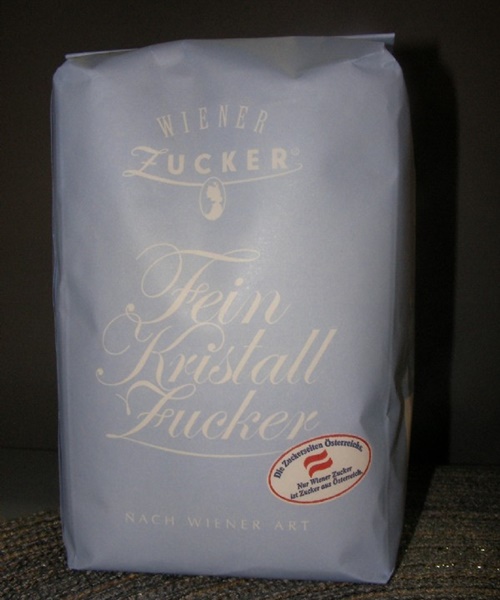 WIENER
ZUCKER®
Fein
Kristall
Zucker
Die Zuckerseiten Österreichs.
Nur Wiener Zucker
ist Zucker aus Österreich
NACH WIENER ART